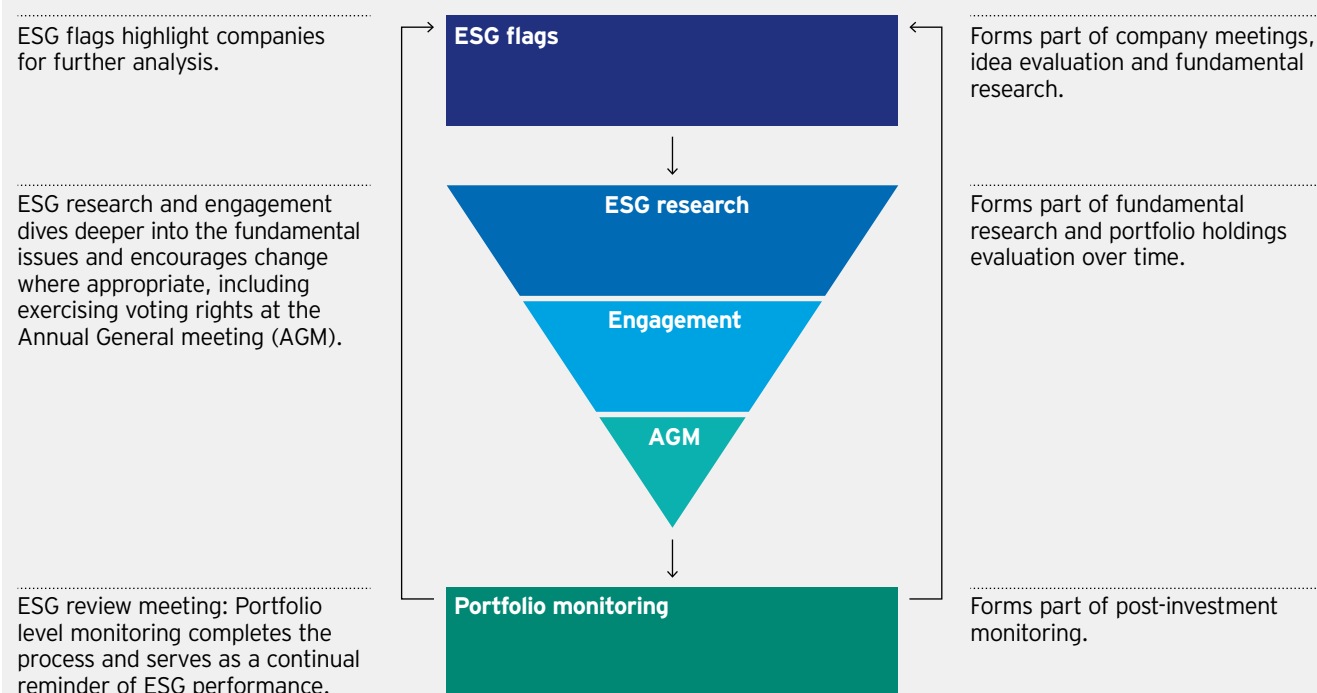 ESG flags highlight companies
for further analysis.
ESG flags
Forms part of company meetings,
idea evaluation and fundamental
research.
ESG research and engagement
dives deeper into the fundamental
issues and encourages change
where appropriate, including
exercising voting rights at the
Annual General meeting (AGM).
ESG research
Engagement
AGM
Forms part of fundamental
research and portfolio holdings
evaluation over time.
ESG review meeting: Portfolio
level monitoring completes the
process and serves as a continual
reminder of ESG performance.
Portfolio monitoring
Forms part of post-investment
monitoring.